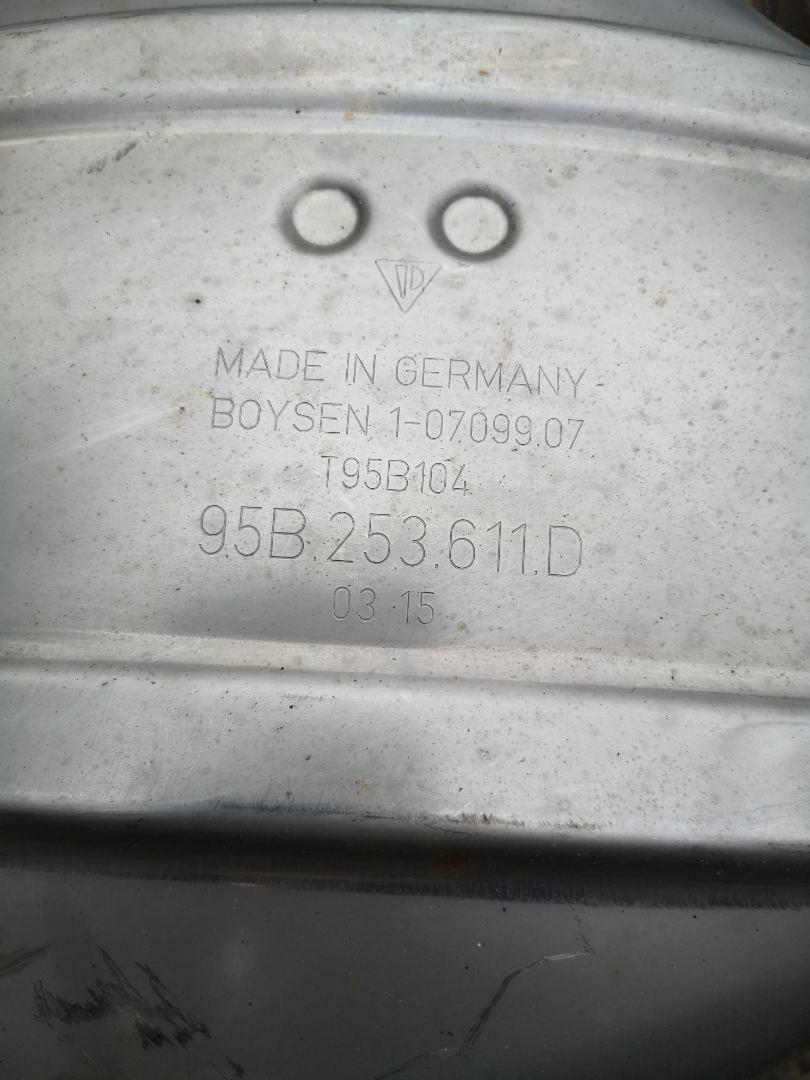 MADE IN GERMANY
BOYSEN 1-07099.07
T95B104
95B.253.611.D
03 15